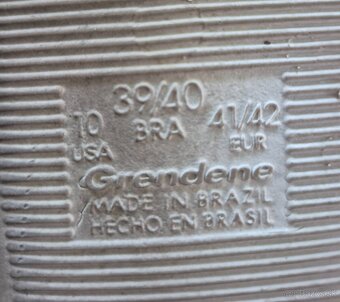 10 39/40 41/42
USA BRA EUR
Grendene
MADE IN BRAZIL
HECHO EN BRASIL